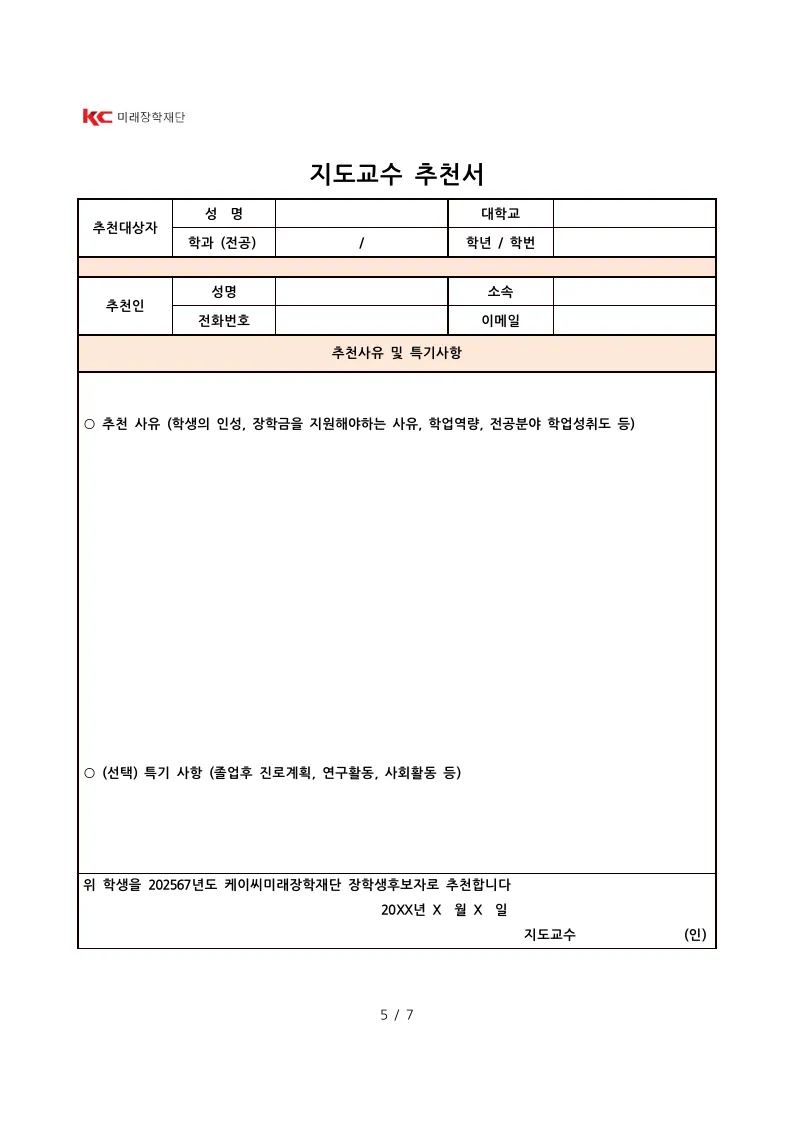 KC 미래장학재단
지도교수 추천서
추천대상자 성 명 대학교
학과 (전공) / 학년 / 학번
추천인 성명 소속
전화번호 이메일
추천사유 및 특기사항
○ 추천 사유 (학생의 인성, 장학금을 지원해야하는 사유, 학업역량, 전공분야 학업성취도 등)
○ (선택) 특기 사항 (졸업후 진로계획, 연구활동, 사회활동 등)
위 학생을 202567년도 케이씨미래장학재단 장학생후보자로 추천합니다
20XX년 X 월 X 일
지도교수 (인)
5 / 7